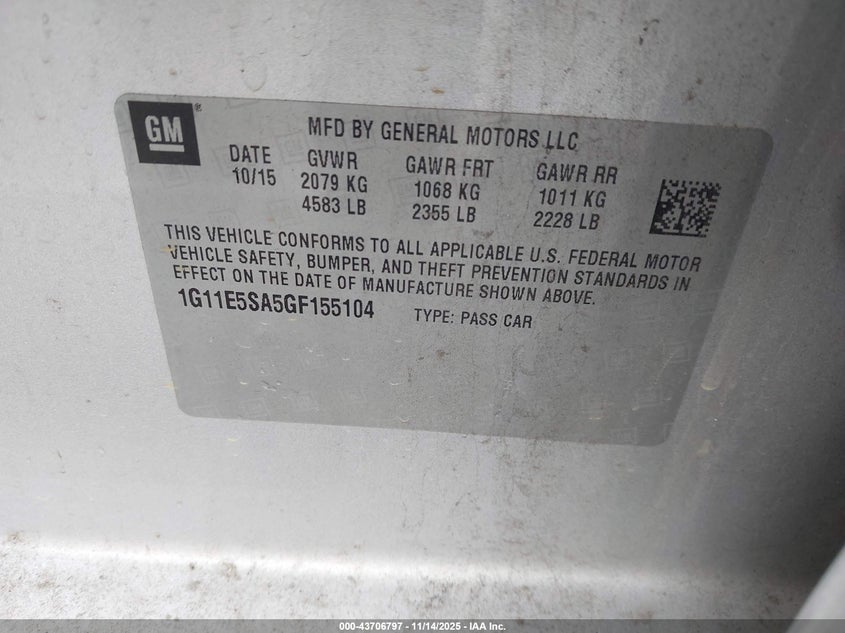 GM ®
MFD BY GENERAL MOTORS LLC
DATE GVWR GAWR FRT GAWR RR
10/15 2079 KG 1068 KG 1011 KG
4583 LB 2355 LB 2228 LB
THIS VEHICLE CONFORMS TO ALL APPLICABLE U.S. FEDERAL MOTOR
VEHICLE SAFETY, BUMPER, AND THEFT PREVENTION STANDARDS IN
EFFECT ON THE DATE OF MANUFACTURE SHOWN ABOVE.
1G11E5SA5GF155104 TYPE: PASS CAR
000-43706797 - 11/14/2025 - IAA Inc.